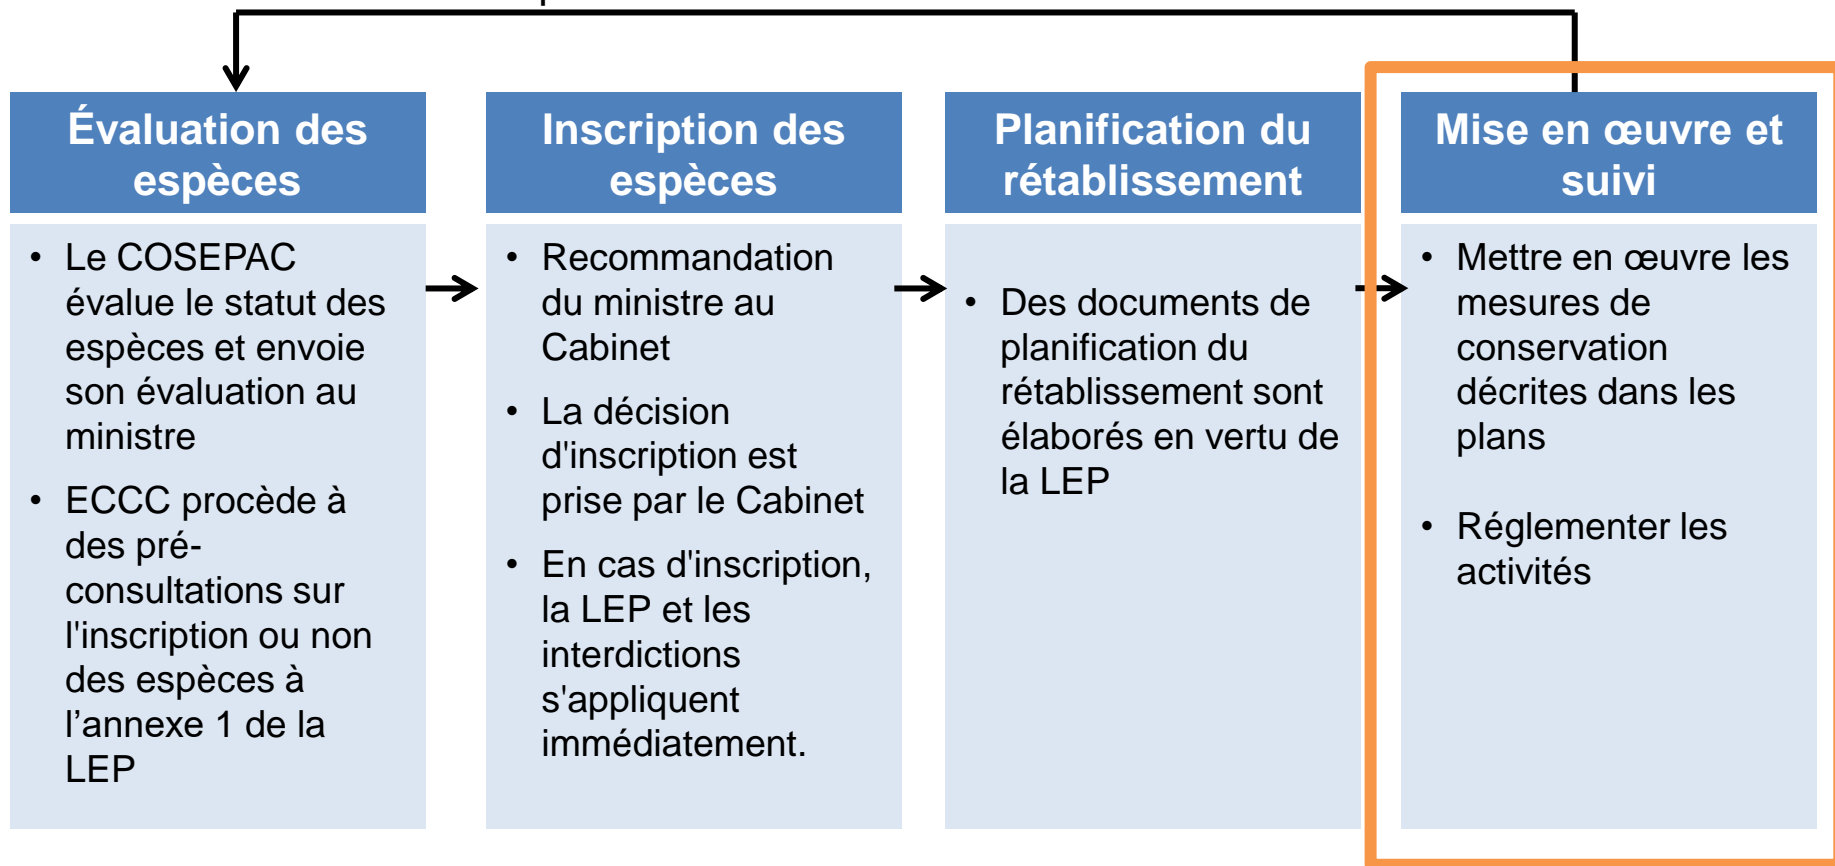 Évaluation des
espèces
• Le COSEPAC
évalue le statut des
espèces et envoie
son évaluation au
ministre
• ECCC procède à
des pré-
consultations sur
l'inscription ou non
des espèces à
l’annexe 1 de la
LEP
Inscription des
espèces
• Recommandation
du ministre au
Cabinet
• La décision
d'inscription est
prise par le Cabinet
• En cas d'inscription,
la LEP et les
interdictions
s'appliquent
immédiatement.
Planification du
rétablissement
• Des documents de
planification du
rétablissement sont
élaborés en vertu de
la LEP
Mise en œuvre et
suivi
• Mettre en œuvre les
mesures de
conservation
décrites dans les
plans
• Réglementer les
activités